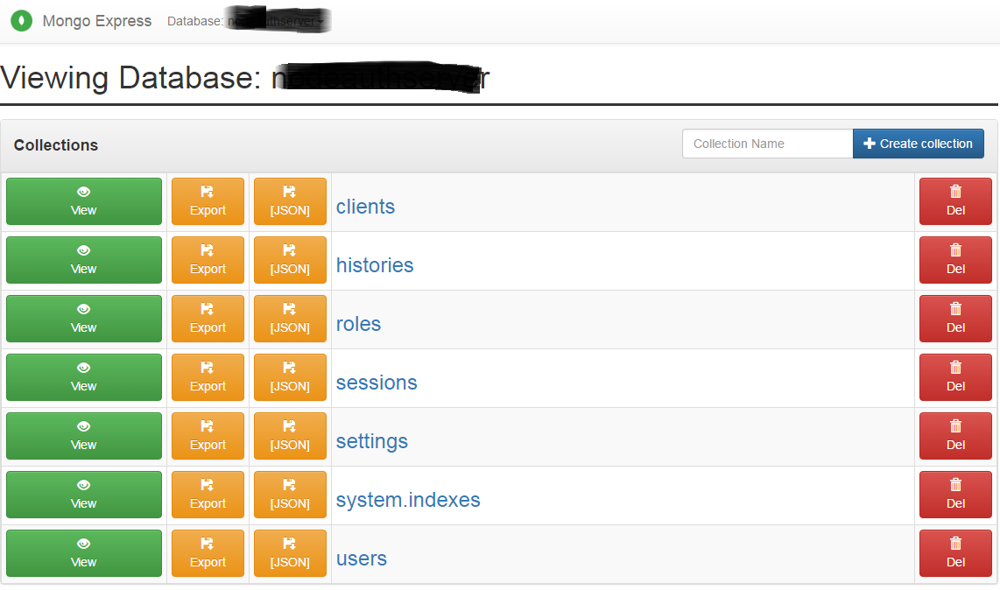 Mongo Express Database:
Viewing Database:
Collections Collection Name Create collection
View Export [JSON] clients Del
View Export [JSON] histories Del
View Export [JSON] roles Del
View Export [JSON] sessions Del
View Export [JSON] settings Del
View Export [JSON] system.indexes Del
View Export [JSON] users Del